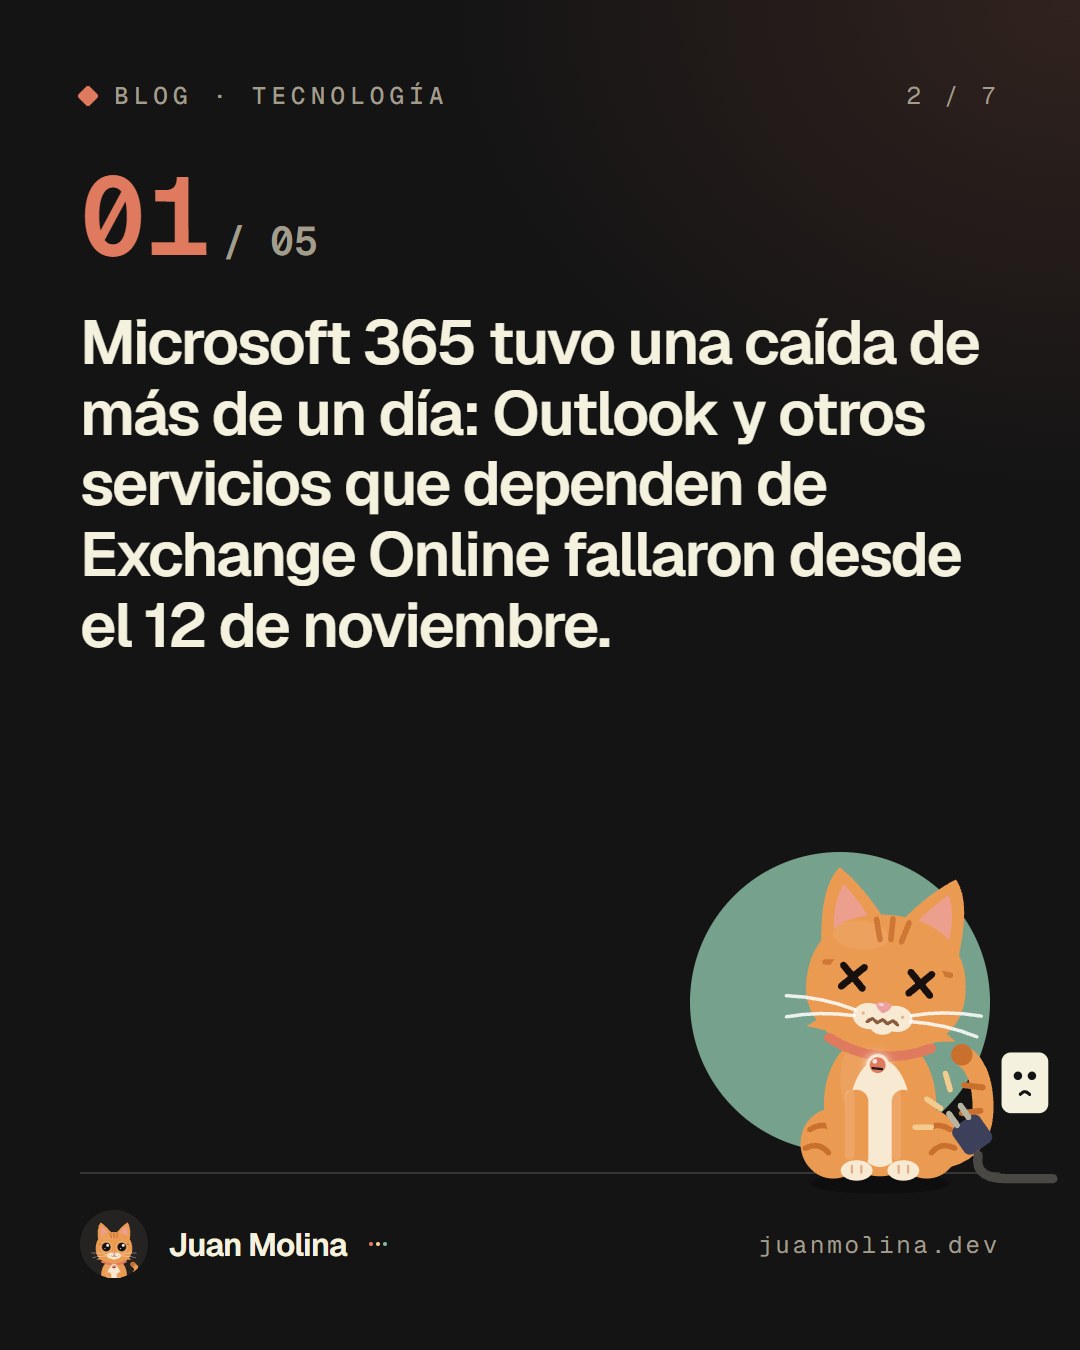 BLOG · TECNOLOGÍA
2 / 7
01 / 05
Microsoft 365 tuvo una caída de
más de un día: Outlook y otros
servicios que dependen de
Exchange Online fallaron desde
el 12 de noviembre.
Juan Molina
juanmolina.dev